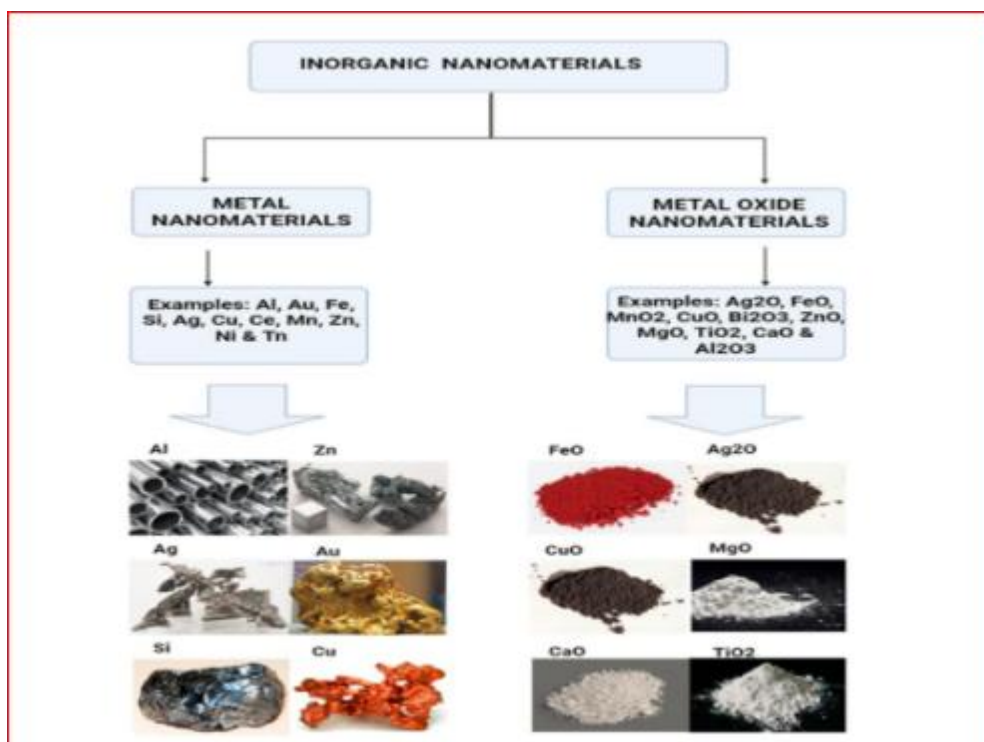 INORGANIC NANOMATERIALS
METAL
NANOMATERIALS
Examples: Al, Au, Fe,
Si, Ag, Cu, Ce, Mn, Zn,
Ni & Tn
METAL OXIDE
NANOMATERIALS
Examples: Ag2O, FeO,
MnO2, CuO, Bi2O3, ZnO,
MgO, TiO2, CaO &
Al2O3
Al
Zn
Ag
Au
Si
Cu
FeO
Ag2O
CuO
MgO
CaO
TiO2